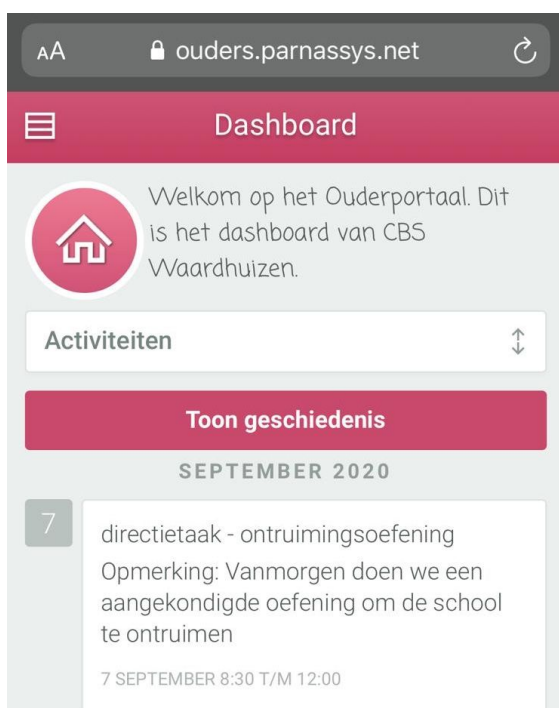 AA ouders.parnassys.net
Dashboard
Welkom op het Ouderportaal. Dit
is het dashboard van CBS
Waardhuizen.
Activiteiten
Toon geschiedenis
SEPTEMBER 2020
7
directietaak - ontruimingsoefening
Opmerking: Vanmorgen doen we een
aangekondigde oefening om de school
te ontruimen
7 SEPTEMBER 8:30 T/M 12:00